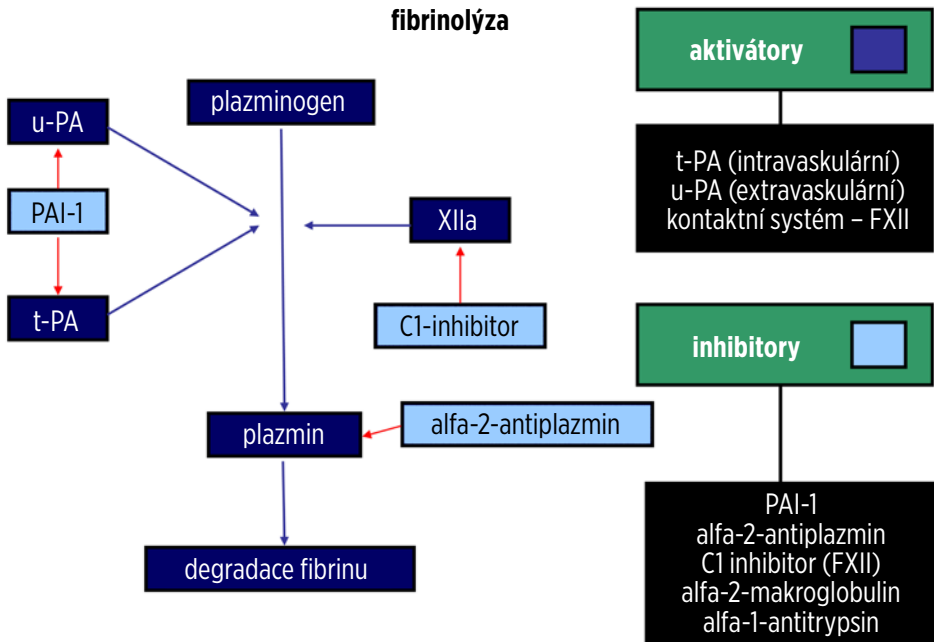 fibrinolýza
plazminogen
u-PA
PAI-1
t-PA
XIIa
C1-inhibitor
plazmin
alfa-2-antiplazmin
degradace fibrinu
aktivátory
t-PA (intravaskulární)
u-PA (extravaskulární)
kontaktní systém – FXII
inhibitory
PAI-1
alfa-2-antiplazmin
C1 inhibitor (FXII)
alfa-2-makroglobulin
alfa-1-antitrypsin